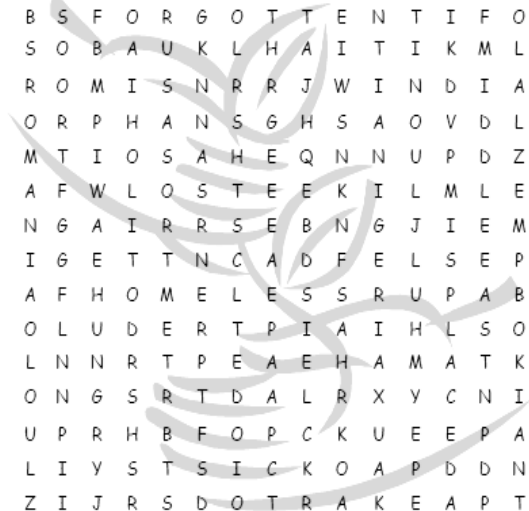 B S F O R G O T T E N T I F O
S O B A U K L H A I T I K M L
R O M I S N R R J W I N D I A
O R P H A N S G H S A O V D L
M T I O S A H E Q N N U P D Z
A F W L O S T E E K I L M L E
N G A I R R S E B N G J I E M
I G E T T N C A D F E L S E P
A F H O M E L E S S R U P A B
O L U D E R T P I A I H L S O
L N N R T P E A E H A M A T K
O N G S R T D A L R X Y C N I
U P R H B F O P C K U E E P A
L I Y S T S I C K O A P D D N
Z I J R S D O T R A K E A P T